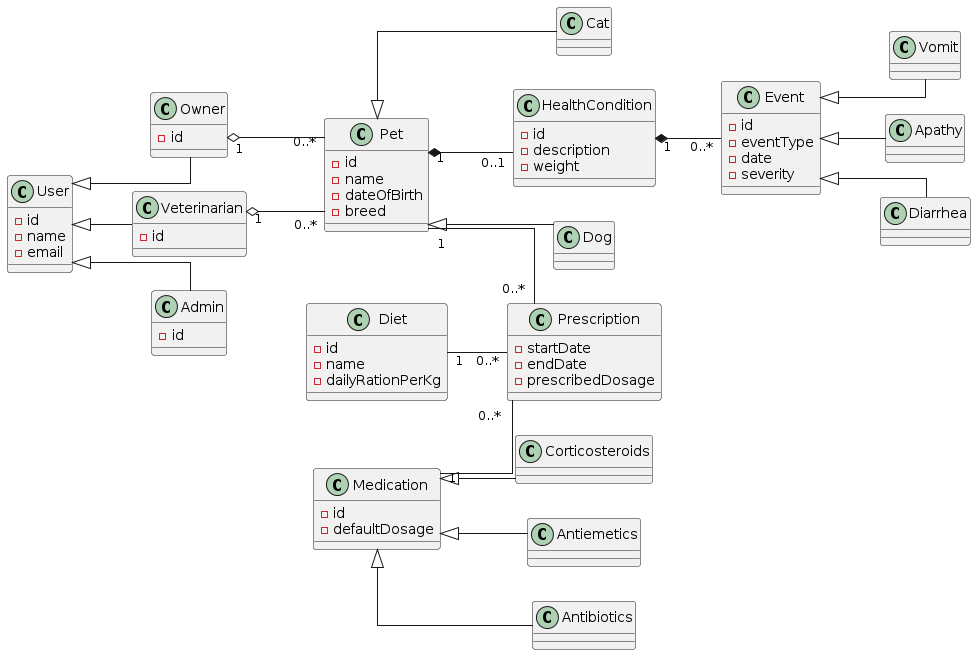 C Cat
C Vomit
C Owner
id
1
0..*
C Pet
id
name
dateOfBirth
breed
1
0..1
C HealthCondition
id
description
weight
1
0..*
C Event
id
eventType
date
severity
C Apathy
C Diarrhea
C User
id
name
email
C Veterinarian
id
1
0..*
C Admin
id
1
C Dog
0..*
C Diet
id
name
dailyRationPerKg
1
0..*
C Prescription
startDate
endDate
prescribedDosage
0..*
C Corticosteroids
C Medication
id
defaultDosage
1
C Antiemetics
C Antibiotics